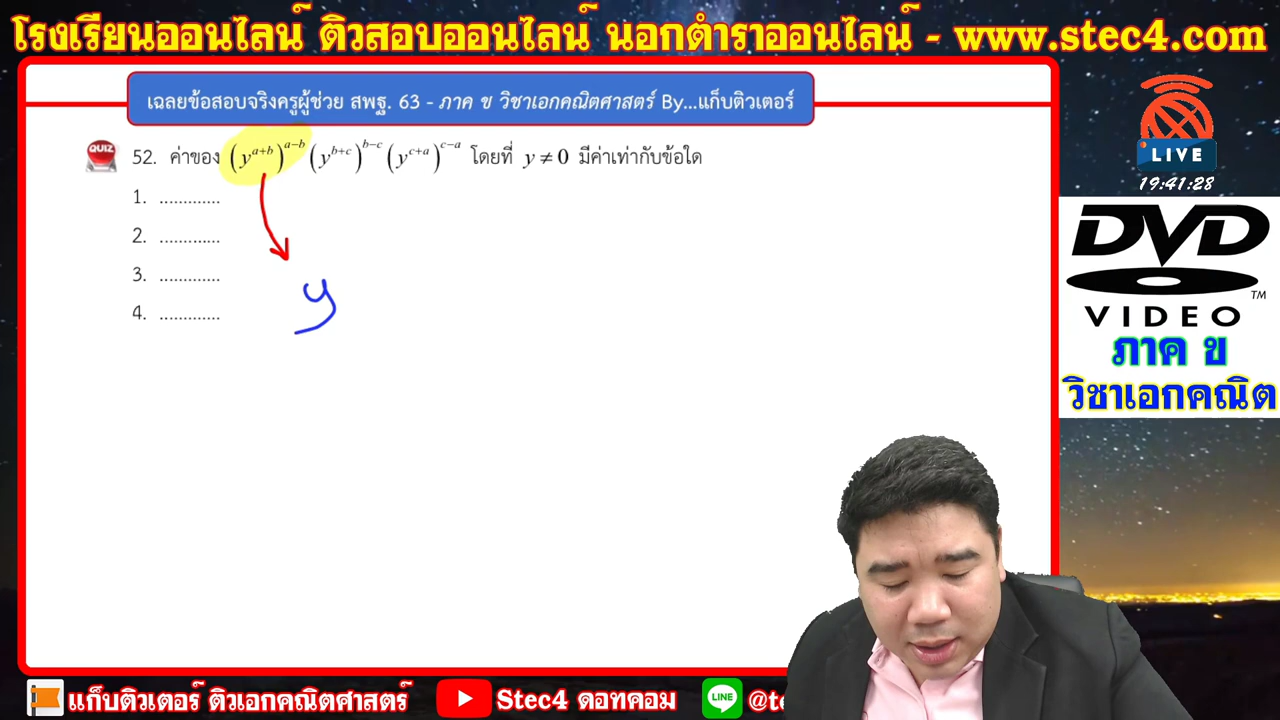 โรงเรียนออนไลน์ ติวสอบออนไลน์ นอกตำราออนไลน์ - www.stec4.com
เฉลยข้อสอบจริงครูผู้ช่วย สพฐ. 63 - ภาค ข วิชาเอกคณิตศาสตร์ By...แก็บติวเตอร์
QUIZ
52. ค่าของ (y^{a+b})^{a−b} (y^{b+c})^{b−c} (y^{c+a})^{c−a} โดยที่ y ≠ 0 มีค่าเท่ากับข้อใด
1. .............
2. .............
3. .............
4. .............
y
LIVE
19:41:28
DVD
TM
VIDEO
ภาค ข
วิชาเอกคณิต
แก็บติวเตอร์ ติวเอกคณิตศาสตร์
Stec4 ดอทคอม
LINE